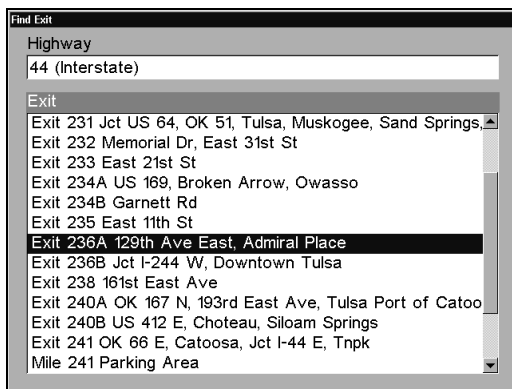 Find Exit
Highway
44 (Interstate)
Exit
Exit 231 Jct US 64, OK 51, Tulsa, Muskogee, Sand Springs,
Exit 232 Memorial Dr, East 31st St
Exit 233 East 21st St
Exit 234A US 169, Broken Arrow, Owasso
Exit 234B Garnett Rd
Exit 235 East 11th St
Exit 236A 129th Ave East, Admiral Place
Exit 236B Jct I-244 W, Downtown Tulsa
Exit 238 161st East Ave
Exit 240A OK 167 N, 193rd East Ave, Tulsa Port of Catoo
Exit 240B US 412 E, Choteau, Siloam Springs
Exit 241 OK 66 E, Catoosa, Jct I-44 E, Tnpk
Mile 241 Parking Area